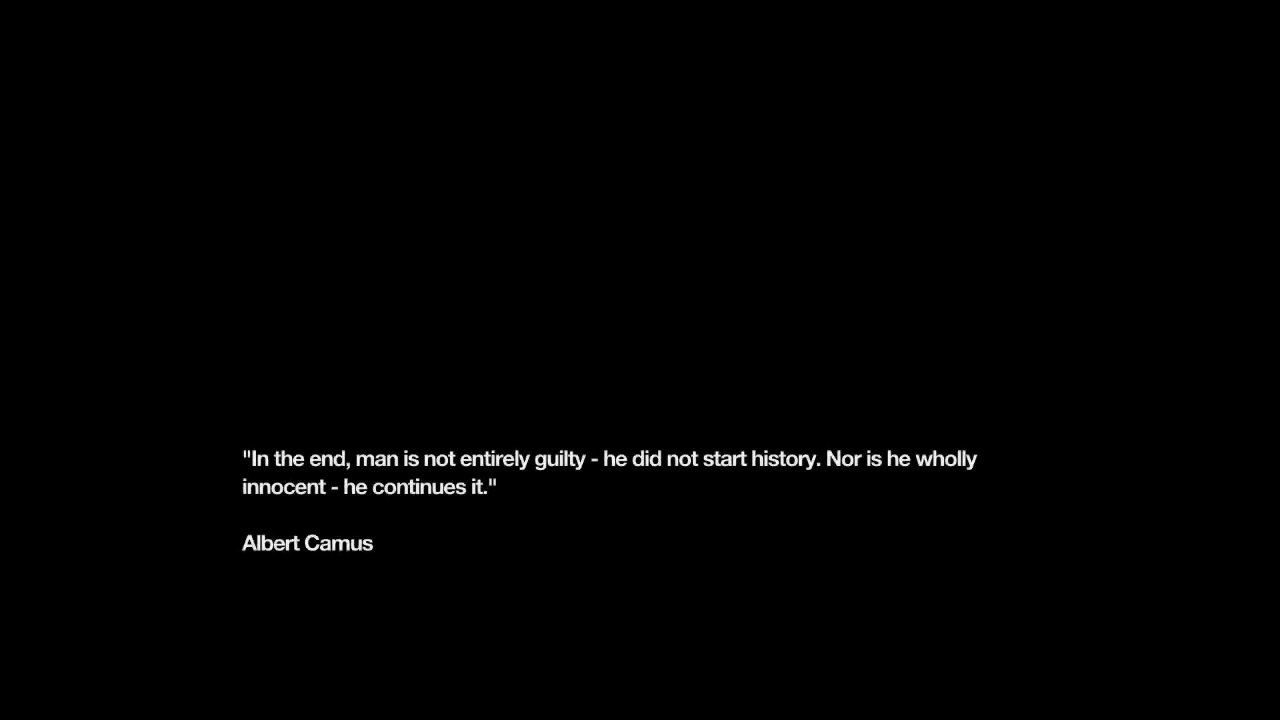 "In the end, man is not entirely guilty - he did not start history. Nor is he wholly
innocent - he continues it."
Albert Camus